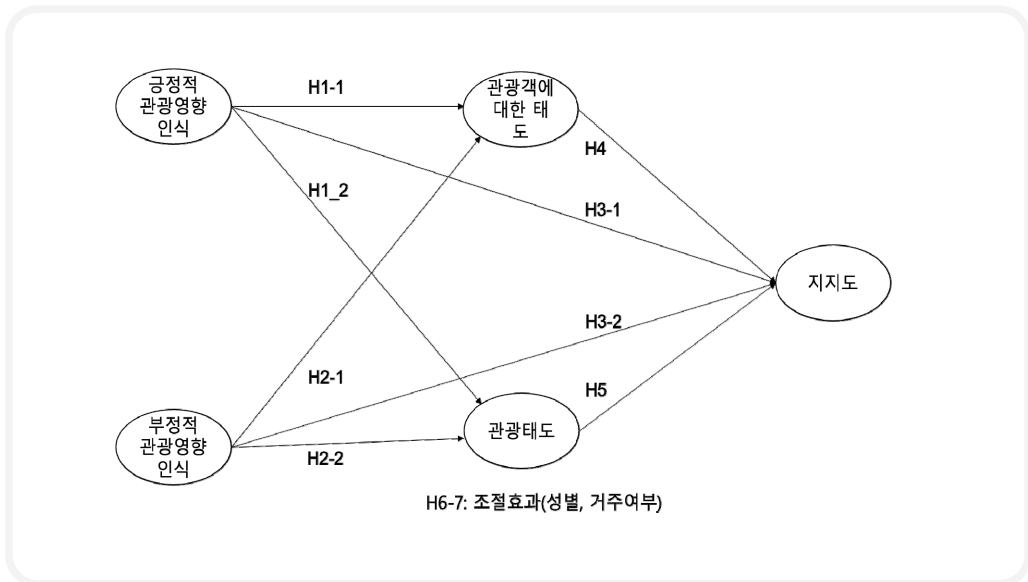 긍정적
관광영향
인식
H1-1
관광객에
대한 태
도
H4
H1_2
H3-1
지지도
H3-2
H2-1
H5
부정적
관광영향
인식
관광태도
H2-2
H6-7: 조절효과(성별, 거주여부)